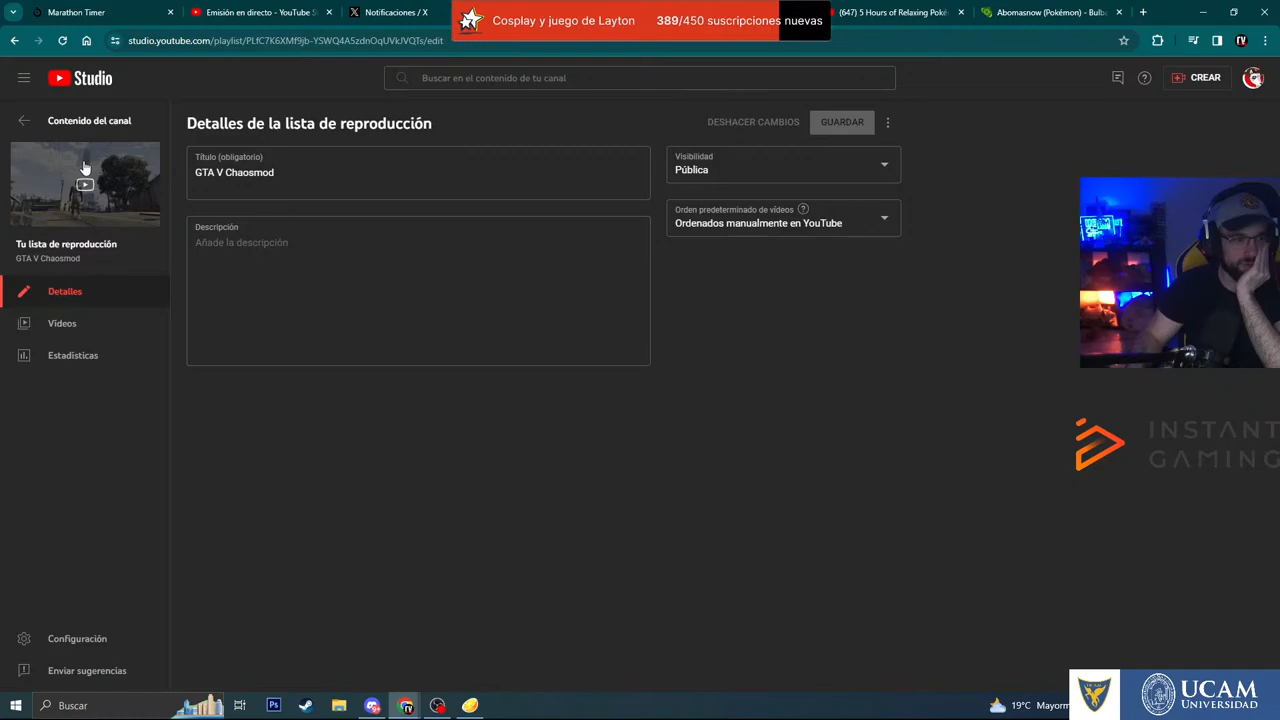 Marathon Timer
Emisión en directo - YouTube S
Notificaciones / X
Cosplay y juego de Layton 389/450 suscripciones nuevas
(647) 5 Hours of Relaxing Poké
Abomasnow (Pokémon) - Bulb
studio.youtube.com/playlist/PLfC7K6XMf9jb-YSWQ4A5zdnOqUVkJVQTs/edit
Studio
Buscar en el contenido de tu canal
CREAR
Contenido del canal
Detalles de la lista de reproducción
DESHACER CAMBIOS
GUARDAR
Título (obligatorio)
GTA V Chaosmod
Visibilidad
Pública
Descripción
Añade la descripción
Orden predeterminado de vídeos
Ordenados manualmente en YouTube
Tu lista de reproducción
GTA V Chaosmod
Detalles
Vídeos
Estadísticas
INSTANT
GAMING
Configuración
Enviar sugerencias
Buscar
Ps
19°C Mayorm
UCAM
UNIVERSIDAD